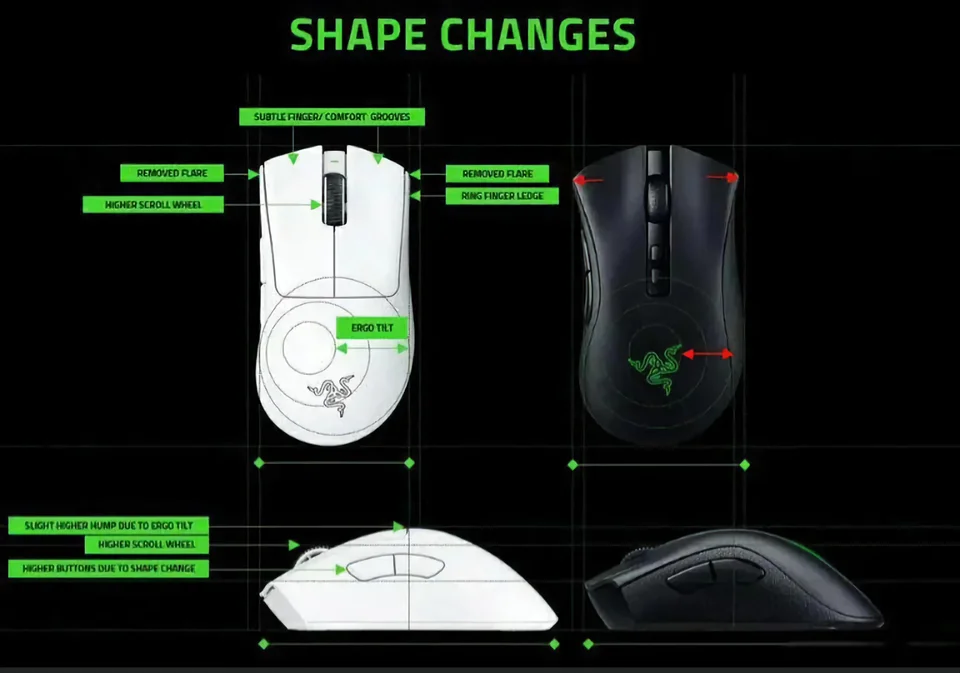 SHAPE CHANGES
SUBTLE FINGER/ COMFORT GROOVES
REMOVED FLARE
REMOVED FLARE
RING FINGER LEDGE
HIGHER SCROLL WHEEL
ERGO TILT
SLIGHT HIGHER HUMP DUE TO ERGO TILT
HIGHER SCROLL WHEEL
HIGHER BUTTONS DUE TO SHAPE CHANGE